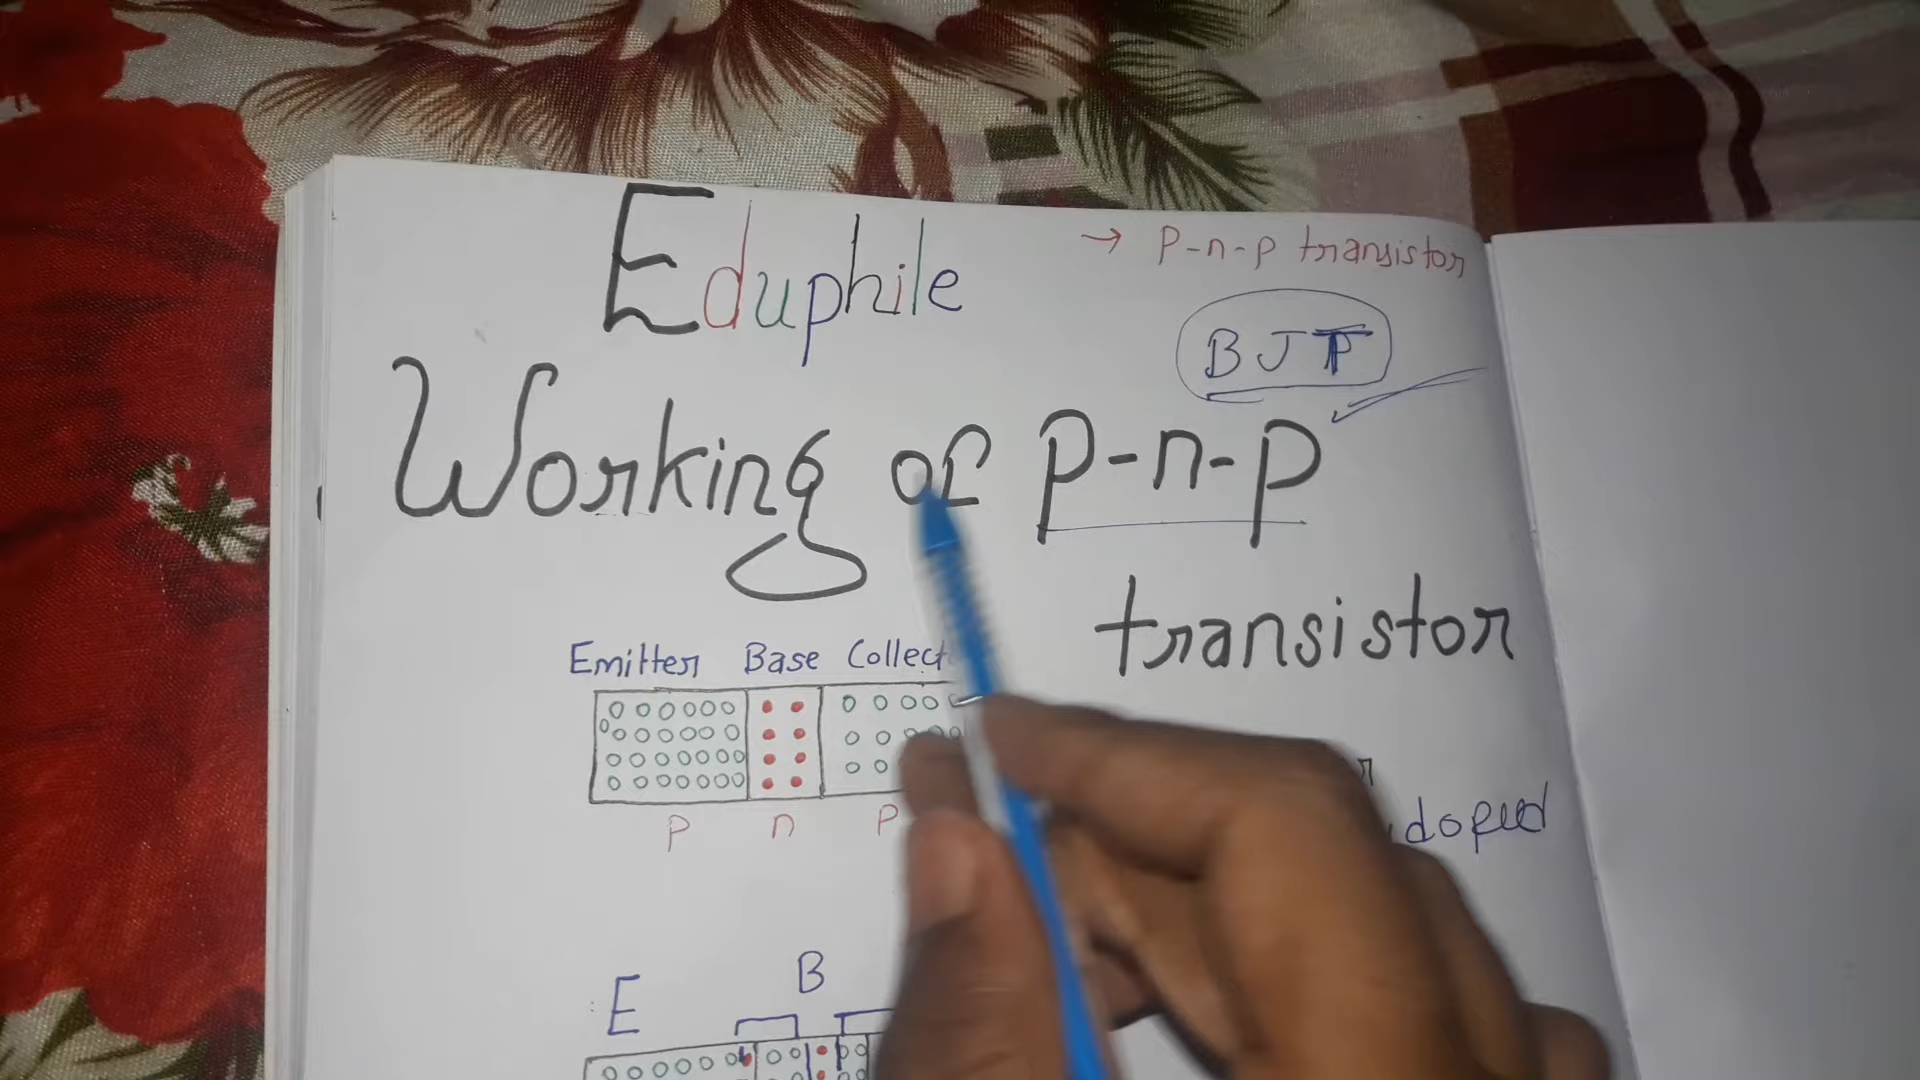 Eduphile
→ p-n-p transistor
BJT
Working of p-n-p
transistor
Emitter Base
P n P
doped
B
E